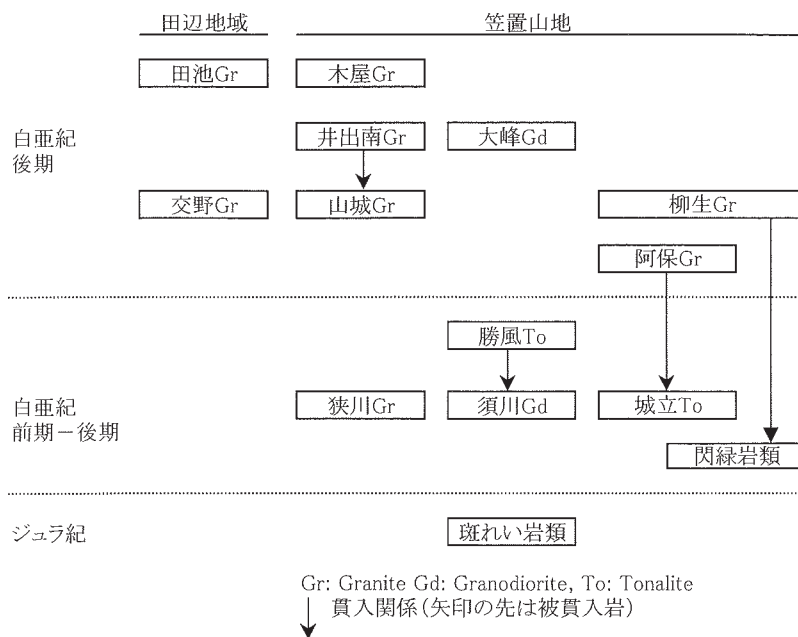 田辺地域 笠置山地
田池Gr 木屋Gr
井出南Gr 大峰Gd
白亜紀
後期
交野Gr 山城Gr 柳生Gr
阿保Gr
勝風To
狭川Gr 須川Gd 城立To
白亜紀
前期－後期
閃緑岩類
ジュラ紀 斑れい岩類
Gr: Granite Gd: Granodiorite, To: Tonalite
貫入関係(矢印の先は被貫入岩)